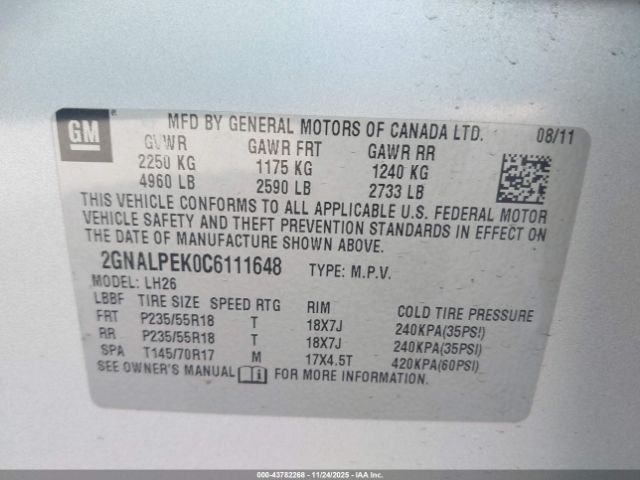 GM ®
MFD BY GENERAL MOTORS OF CANADA LTD. 08/11
GVWR GAWR FRT GAWR RR
2250 KG 1175 KG 1240 KG
4960 LB 2590 LB 2733 LB
THIS VEHICLE CONFORMS TO ALL APPLICABLE U.S. FEDERAL MOTOR
VEHICLE SAFETY AND THEFT PREVENTION STANDARDS IN EFFECT ON
THE DATE OF MANUFACTURE SHOWN ABOVE.
2GNALPEK0C6111648 TYPE: M.P.V.
MODEL: LH26
LBBF TIRE SIZE SPEED RTG RIM COLD TIRE PRESSURE
FRT P235/55R18 T 18X7J 240KPA(35PSI)
RR P235/55R18 T 18X7J 240KPA(35PSI)
SPA T145/70R17 M 17X4.5T 420KPA(60PSI)
SEE OWNER'S MANUAL i FOR MORE INFORMATION.
000-43782268 - 11/24/2025 - IAAI.CA